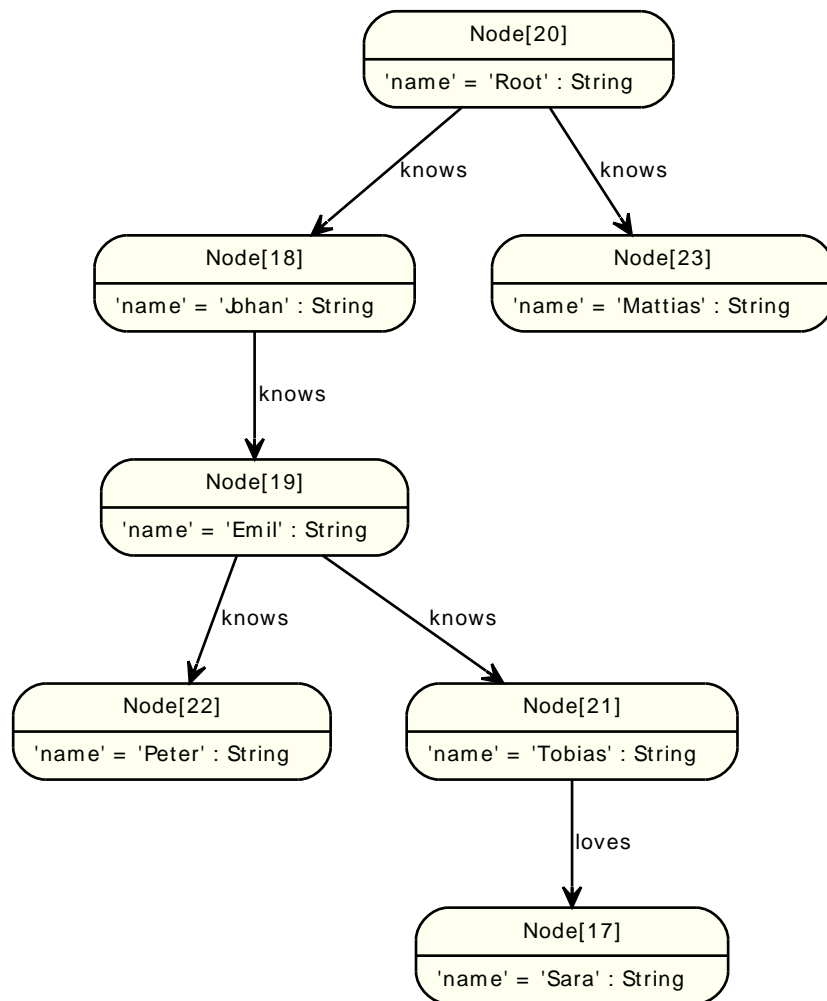 Node[20]
'name' = 'Root' : String
knows
knows
Node[18]
'name' = 'Johan' : String
Node[23]
'name' = 'Mattias' : String
knows
Node[19]
'name' = 'Emil' : String
knows
knows
Node[22]
'name' = 'Peter' : String
Node[21]
'name' = 'Tobias' : String
loves
Node[17]
'name' = 'Sara' : String